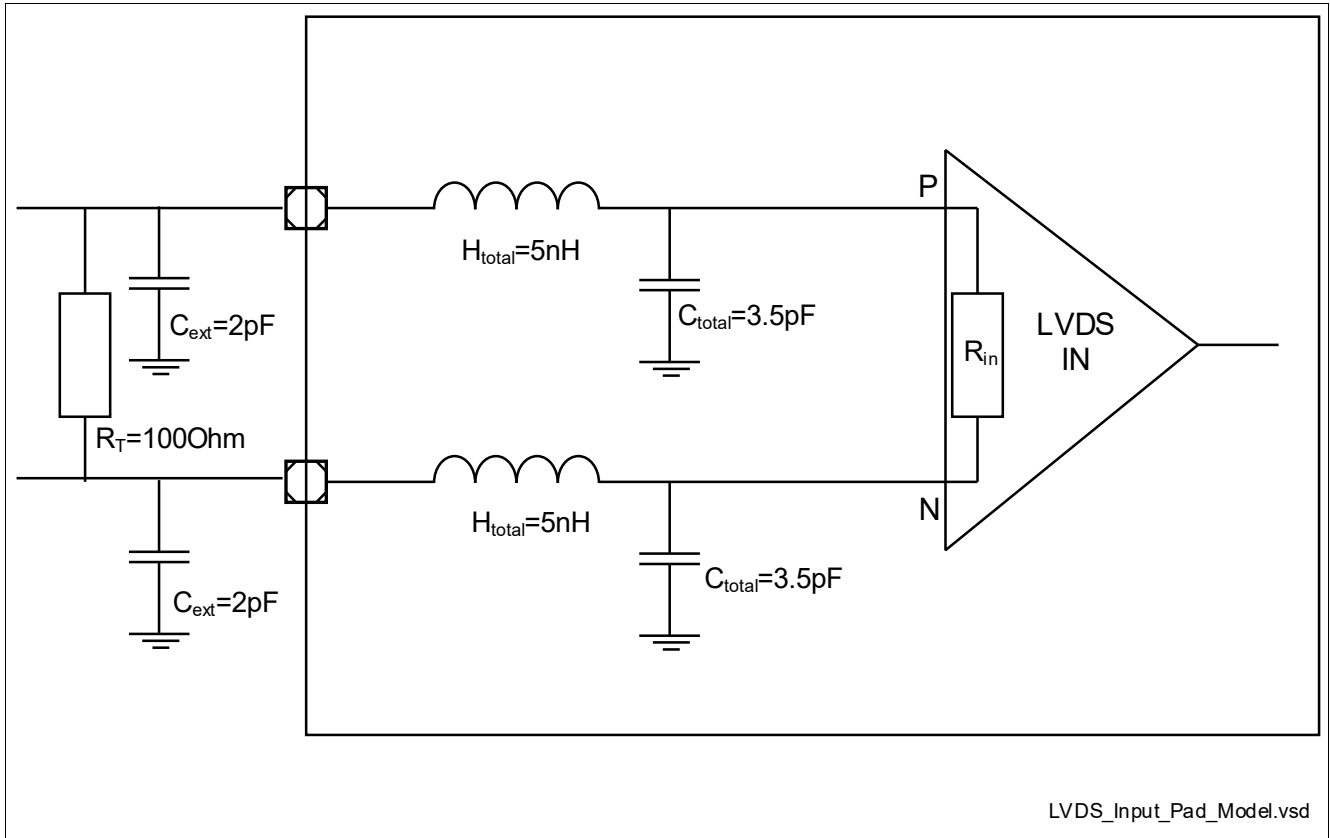 P
H_total=5nH
C_ext=2pF
C_total=3.5pF
LVDS
IN
R_in
R_T=100Ohm
N
H_total=5nH
C_total=3.5pF
C_ext=2pF
LVDS_Input_Pad_Model.vsd